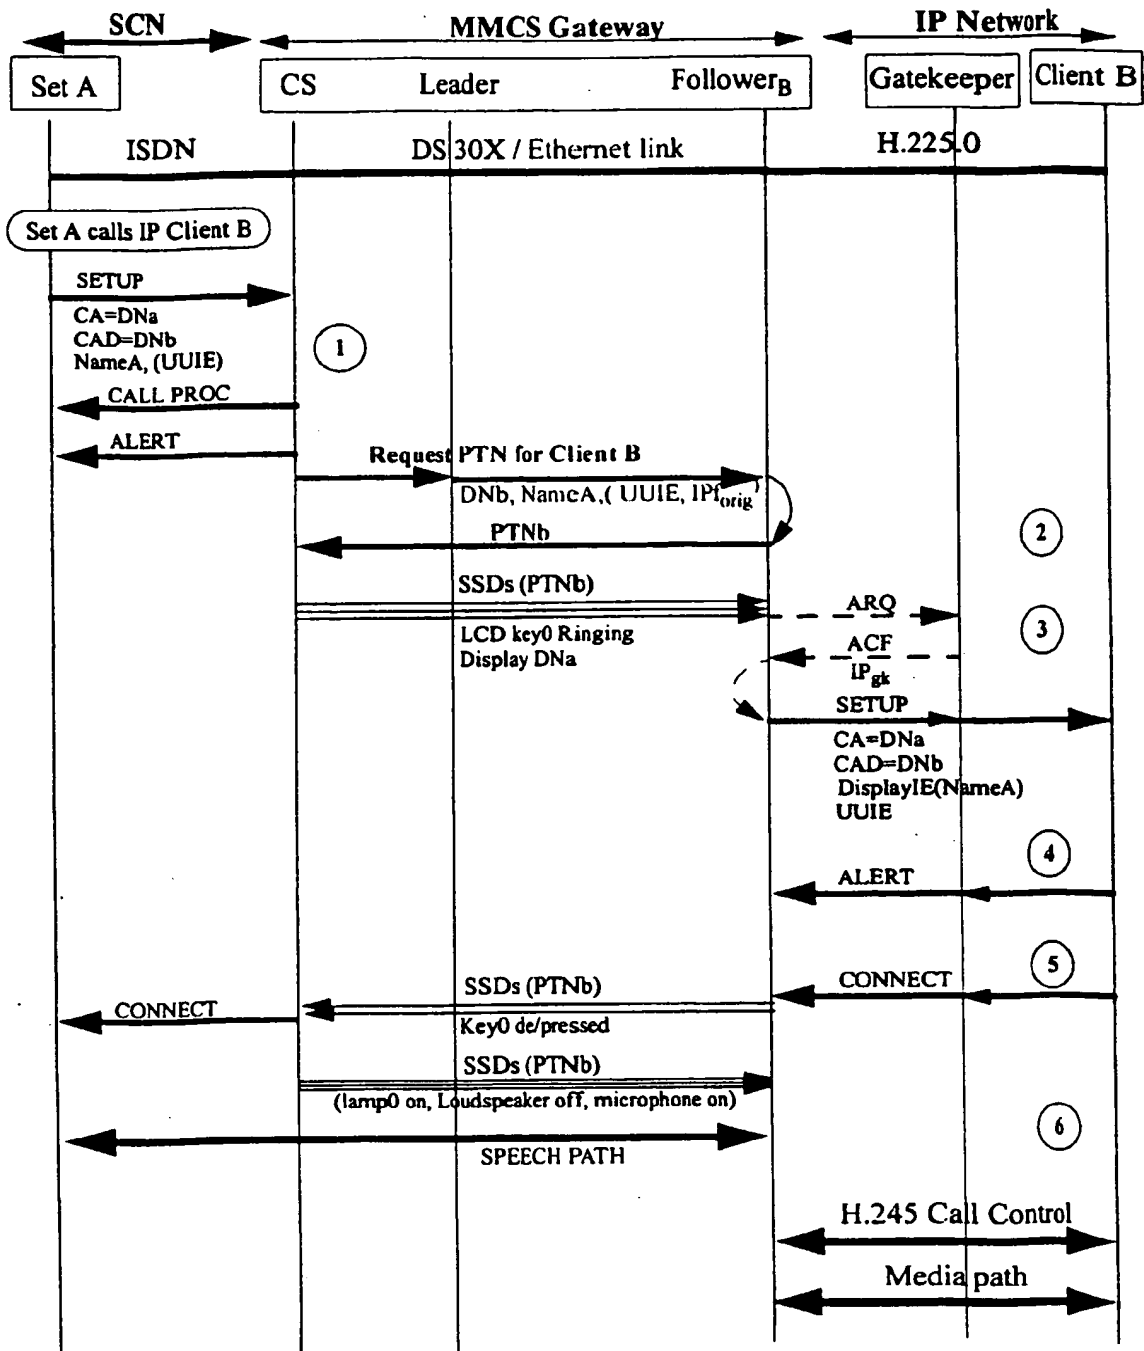 SCN MMCS Gateway IP Network
Set A CS Leader FollowerB Gatekeeper Client B
ISDN DS30X / Ethernet link H.225.0
Set A calls IP Client B
SETUP
CA=DNa
CAD=DNb
NameA, (UUIE)
1
CALL PROC
ALERT
Request PTN for Client B
DNb, NameA,( UUIE, IPforig)
PTNb
2
SSDs (PTNb)
ARQ
LCD key0 Ringing
Display DNa
3
ACF
IPgk
SETUP
CA=DNa
CAD=DNb
DisplayIE(NameA)
UUIE
4
ALERT
5
CONNECT
SSDs (PTNb)
CONNECT
Key0 de/pressed
SSDs (PTNb)
(lamp0 on, Loudspeaker off, microphone on)
6
SPEECH PATH
H.245 Call Control
Media path